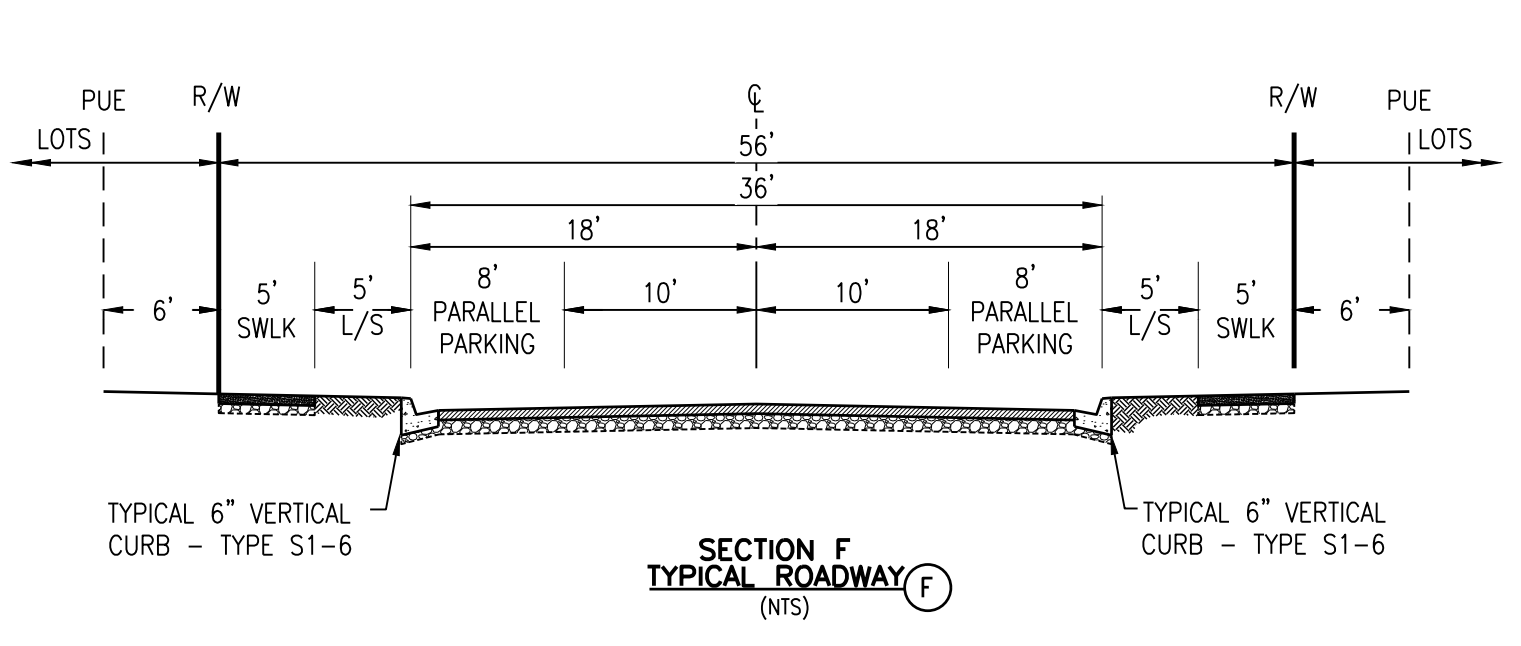 PUE
R/W
℄
R/W
PUE
LOTS
56'
LOTS
36'
18'
18'
6'
5'
SWLK
5'
L/S
8'
PARALLEL
PARKING
10'
10'
8'
PARALLEL
PARKING
5'
L/S
5'
SWLK
6'
TYPICAL 6" VERTICAL
CURB - TYPE S1-6
TYPICAL 6" VERTICAL
CURB - TYPE S1-6
SECTION F
TYPICAL ROADWAY
F
(NTS)